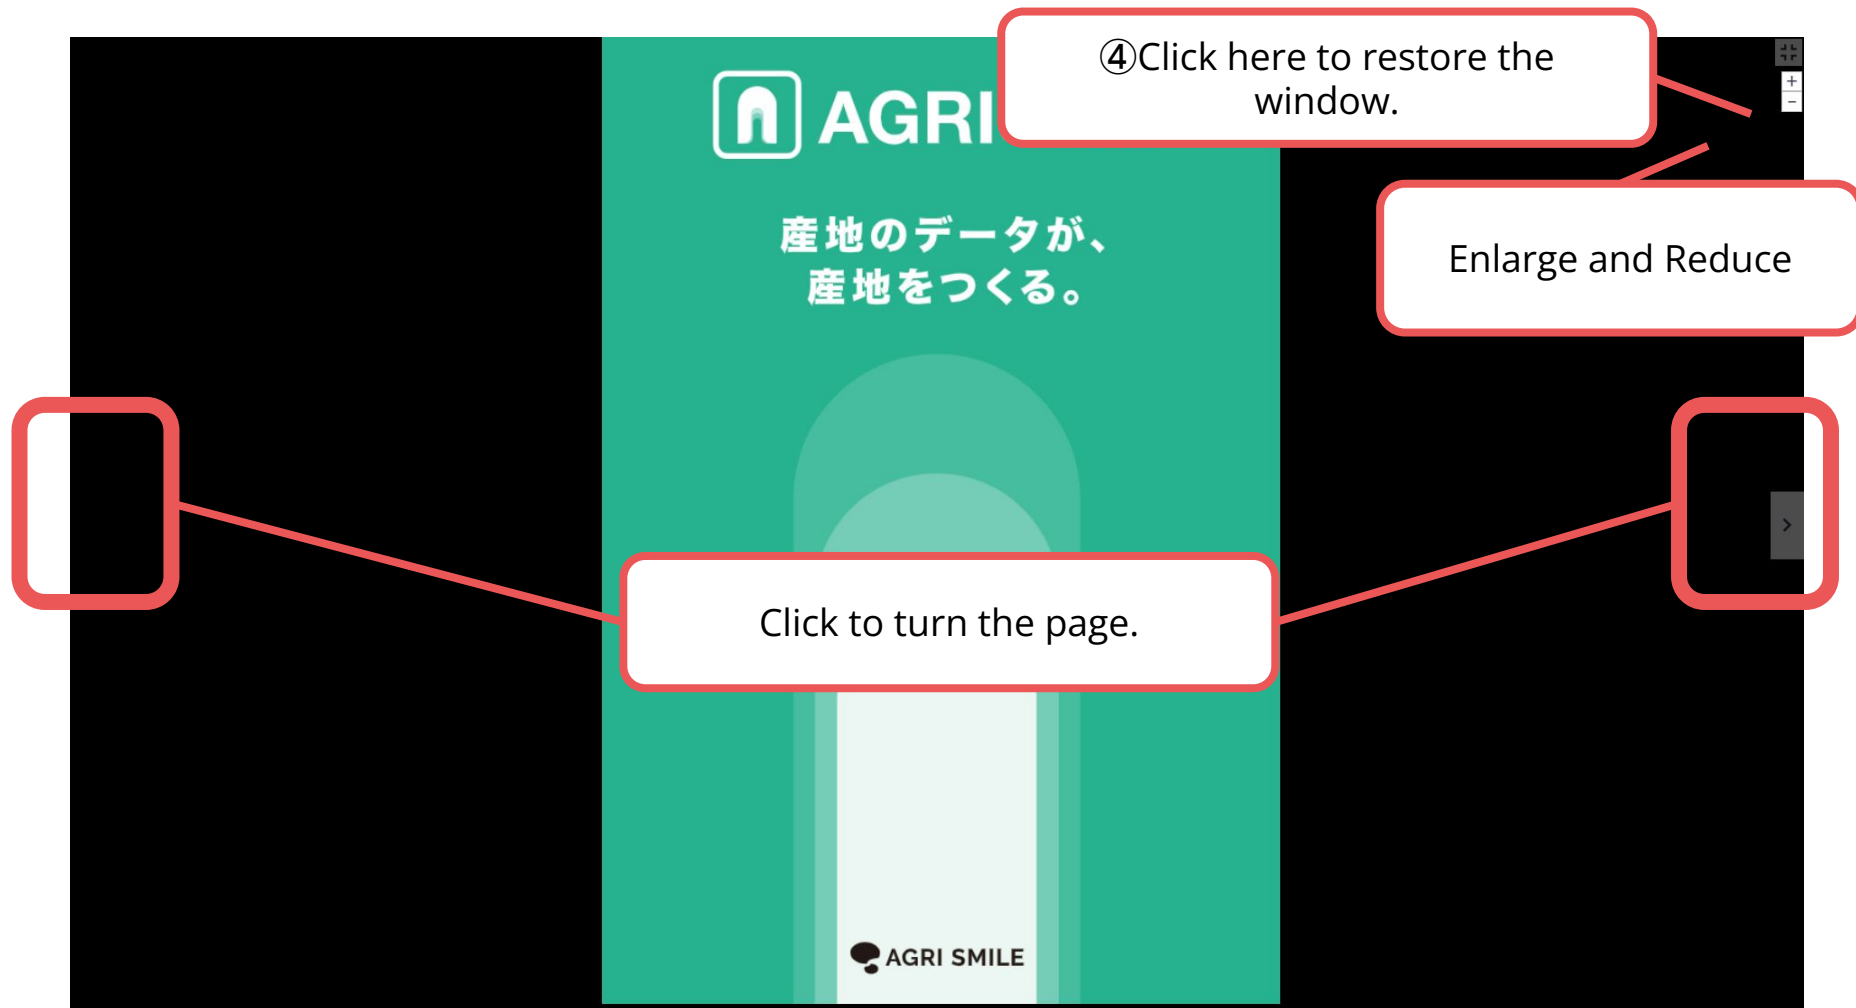 ④Click here to restore the
window.
AGRI
+
−
産地のデータが、
産地をつくる。
Enlarge and Reduce
Click to turn the page.
AGRI SMILE